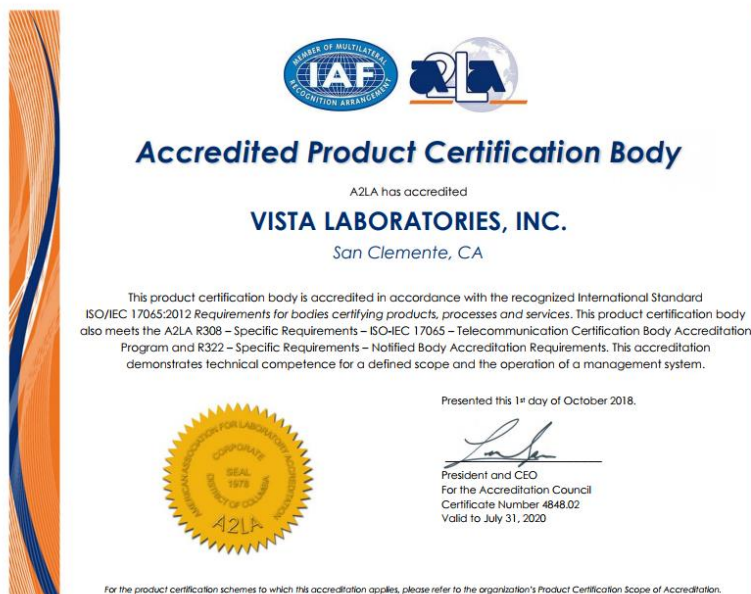 MEMBER OF MULTILATERAL
IAF
RECOGNITION ARRANGEMENT
a2La
Accredited Product Certification Body
A2LA has accredited
VISTA LABORATORIES, INC.
San Clemente, CA
This product certification body is accredited in accordance with the recognized International Standard
ISO/IEC 17065:2012 Requirements for bodies certifying products, processes and services. This product certification body
also meets the A2LA R308 – Specific Requirements – ISO-IEC 17065 – Telecommunication Certification Body Accreditation
Program and R322 – Specific Requirements – Notified Body Accreditation Requirements. This accreditation
demonstrates technical competence for a defined scope and the operation of a management system.
Presented this 1st day of October 2018.
President and CEO
For the Accreditation Council
Certificate Number 4848.02
Valid to July 31, 2020
AMERICAN ASSOCIATION FOR LABORATORY ACCREDITATION
CORPORATE
SEAL
1978
DISTRICT OF COLUMBIA
A2LA
For the product certification schemes to which this accreditation applies, please refer to the organization's Product Certification Scope of Accreditation.